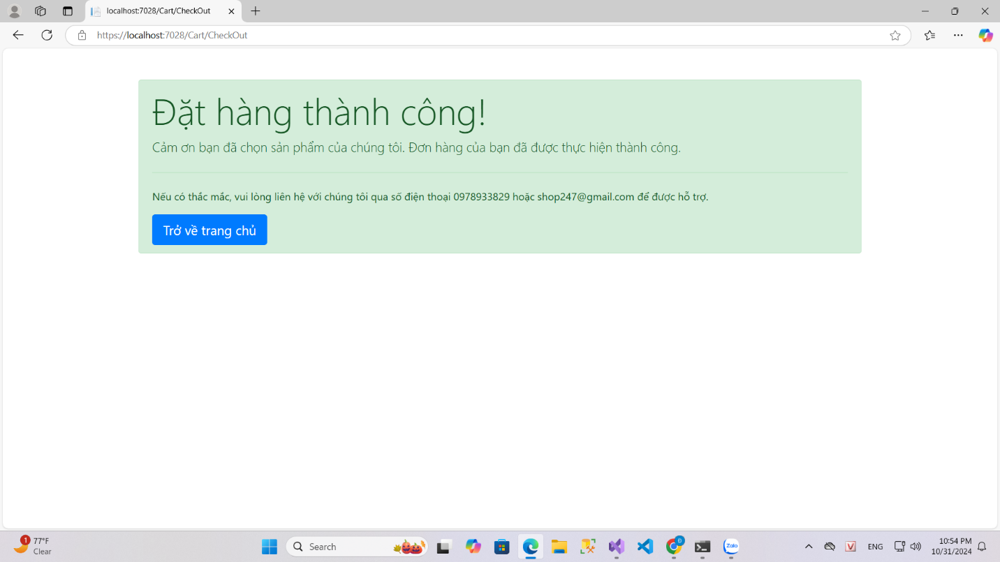 localhost:7028/Cart/CheckOut
https://localhost:7028/Cart/CheckOut
Đặt hàng thành công!
Cảm ơn bạn đã chọn sản phẩm của chúng tôi. Đơn hàng của bạn đã được thực hiện thành công.
Nếu có thắc mắc, vui lòng liên hệ với chúng tôi qua số điện thoại 0978933829 hoặc shop247@gmail.com để được hỗ trợ.
Trở về trang chủ
1
77°F
Clear
Search
Đ
Zalo
V
ENG
10:54 PM
10/31/2024